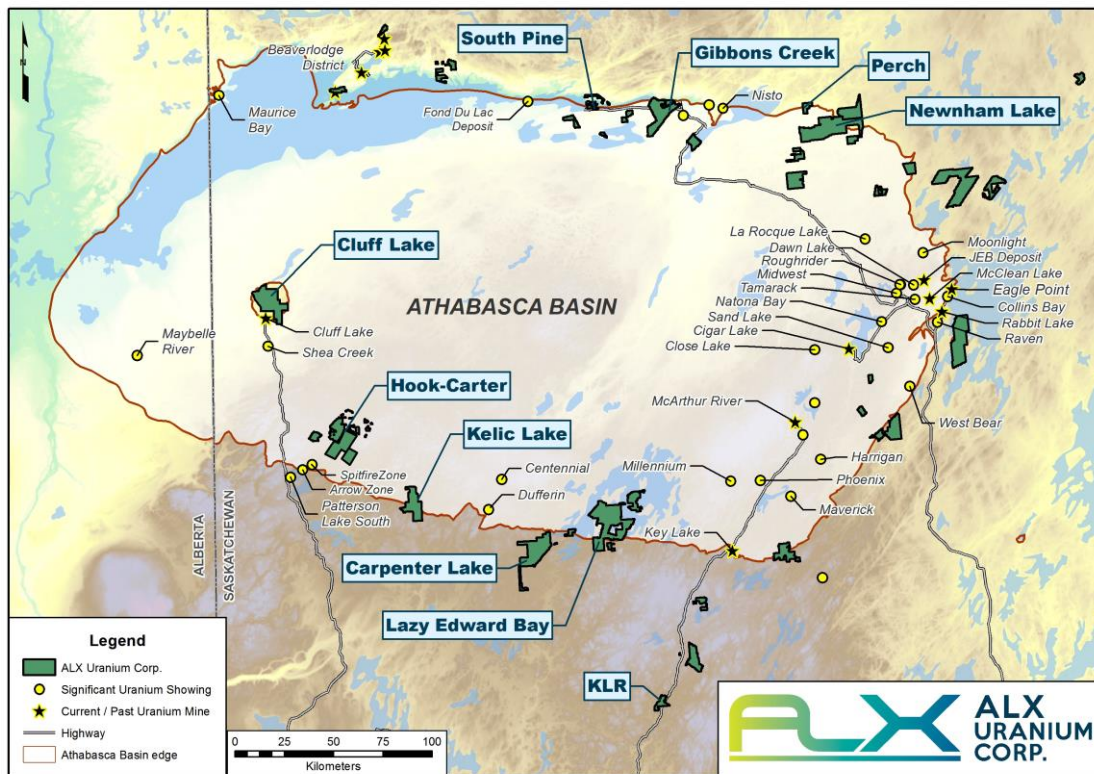 Beaverlodge
District
South Pine
Gibbons Creek
Perch
Newnham Lake
Maurice
Bay
Fond Du Lac
Deposit
Nisto
Cluff Lake
ATHABASCA BASIN
La Rocque Lake
Dawn Lake
Roughrider
Midwest
Tamarack
Natona Bay
Sand Lake
Cigar Lake
Close Lake
Moonlight
JEB Deposit
McClean Lake
Eagle Point
Collins Bay
Rabbit Lake
Raven
Maybelle
River
Cluff Lake
Shea Creek
Hook-Carter
Kelic Lake
McArthur River
West Bear
Harrigan
SpitfireZone
Arrow Zone
Patterson
Lake South
Centennial
Dufferin
Millennium
Phoenix
Maverick
Key Lake
ALBERTA
SASKATCHEWAN
Carpenter Lake
Lazy Edward Bay
KLR
Legend
ALX Uranium Corp.
Significant Uranium Showing
Current / Past Uranium Mine
Highway
Athabasca Basin edge
0 25 50 75 100
Kilometers
ALX
ALX
URANIUM
CORP.